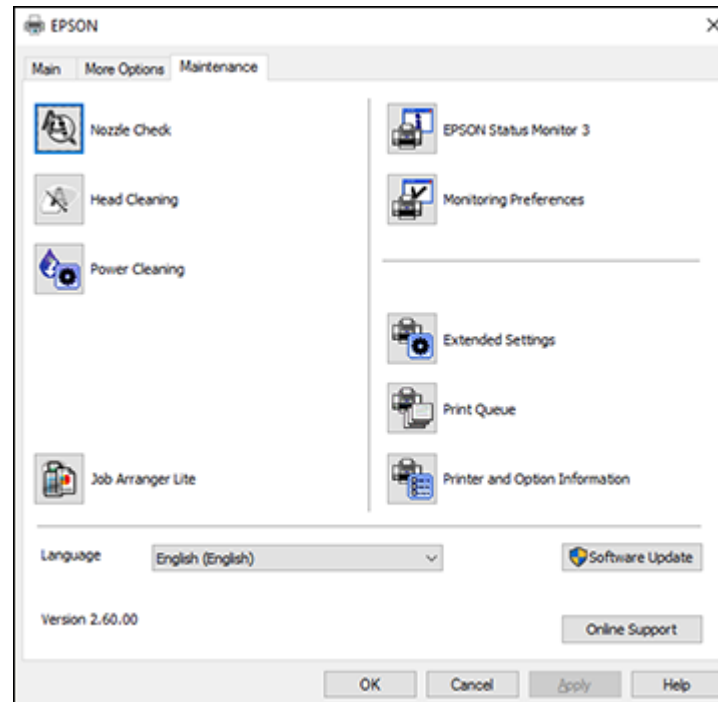 EPSON
Main
More Options
Maintenance
Nozzle Check
Head Cleaning
Power Cleaning
Job Arranger Lite
EPSON Status Monitor 3
Monitoring Preferences
Extended Settings
Print Queue
Printer and Option Information
Language
English (English)
Software Update
Version 2.60.00
Online Support
OK
Cancel
Apply
Help